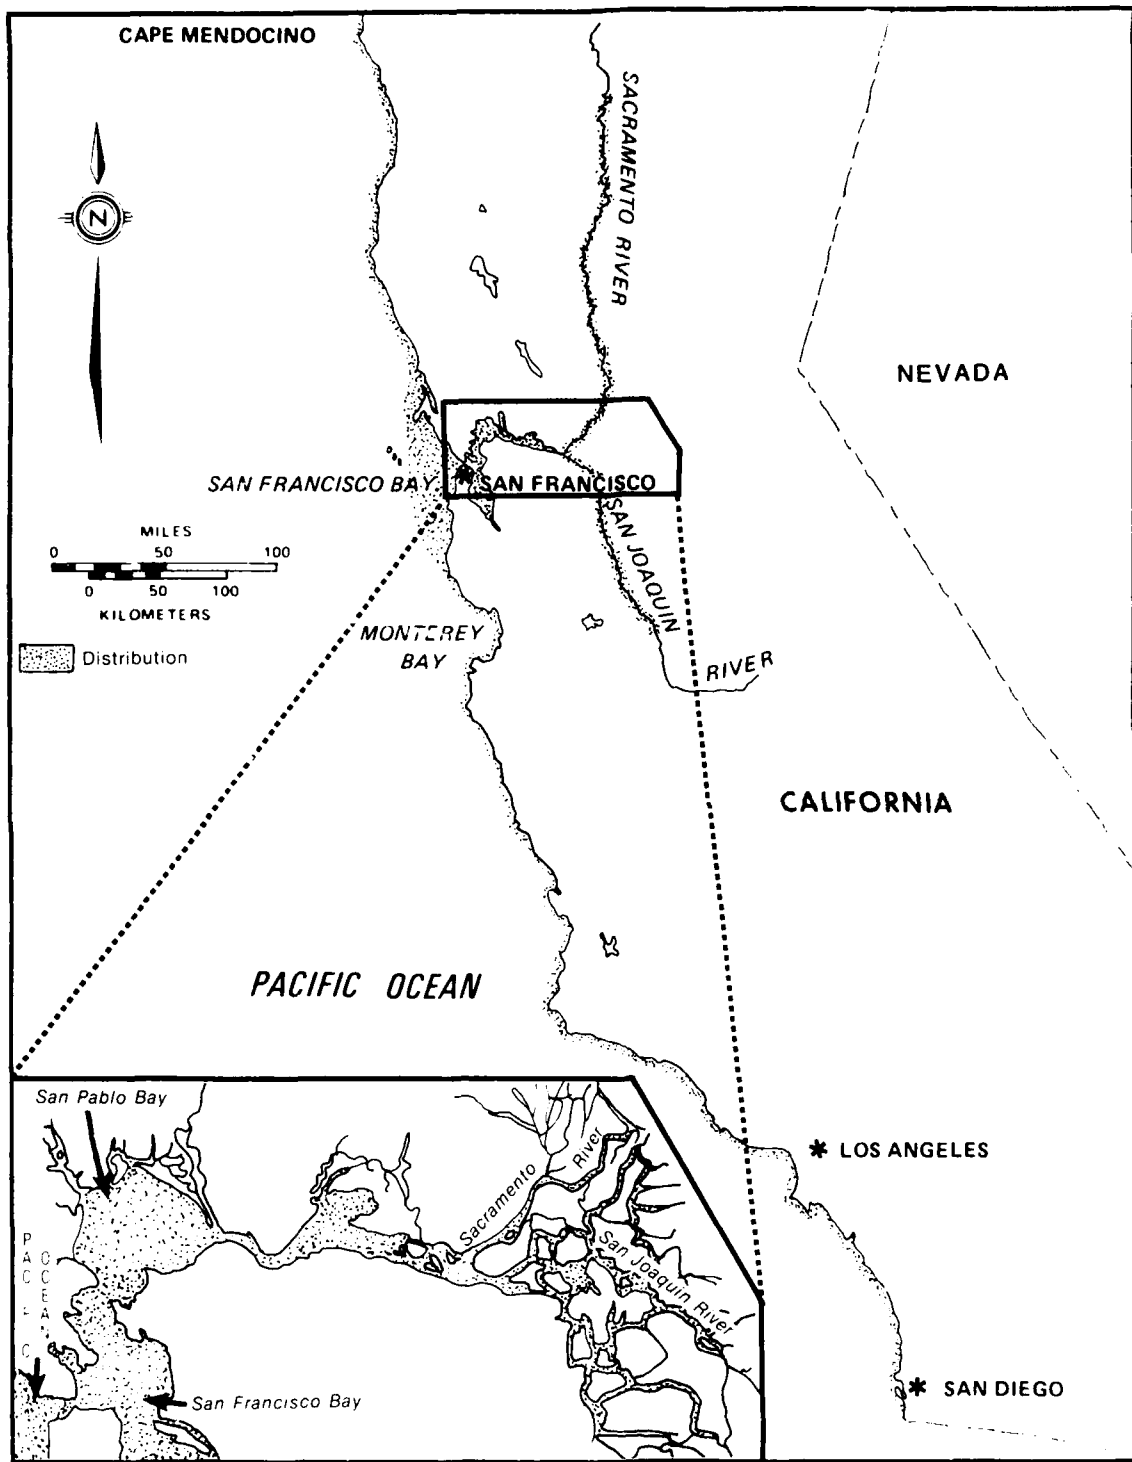 CAPE MENDOCINO
SACRAMENTO RIVER
N
NEVADA
SAN FRANCISCO BAY
SAN FRANCISCO
MILES
0 50 100
0 50 100
KILOMETERS
SAN JOAQUIN
RIVER
Distribution
MONTEREY
BAY
CALIFORNIA
PACIFIC OCEAN
San Pablo Bay
Sacramento River
San Joaquin River
OCEAN
San Francisco Bay
* LOS ANGELES
* SAN DIEGO